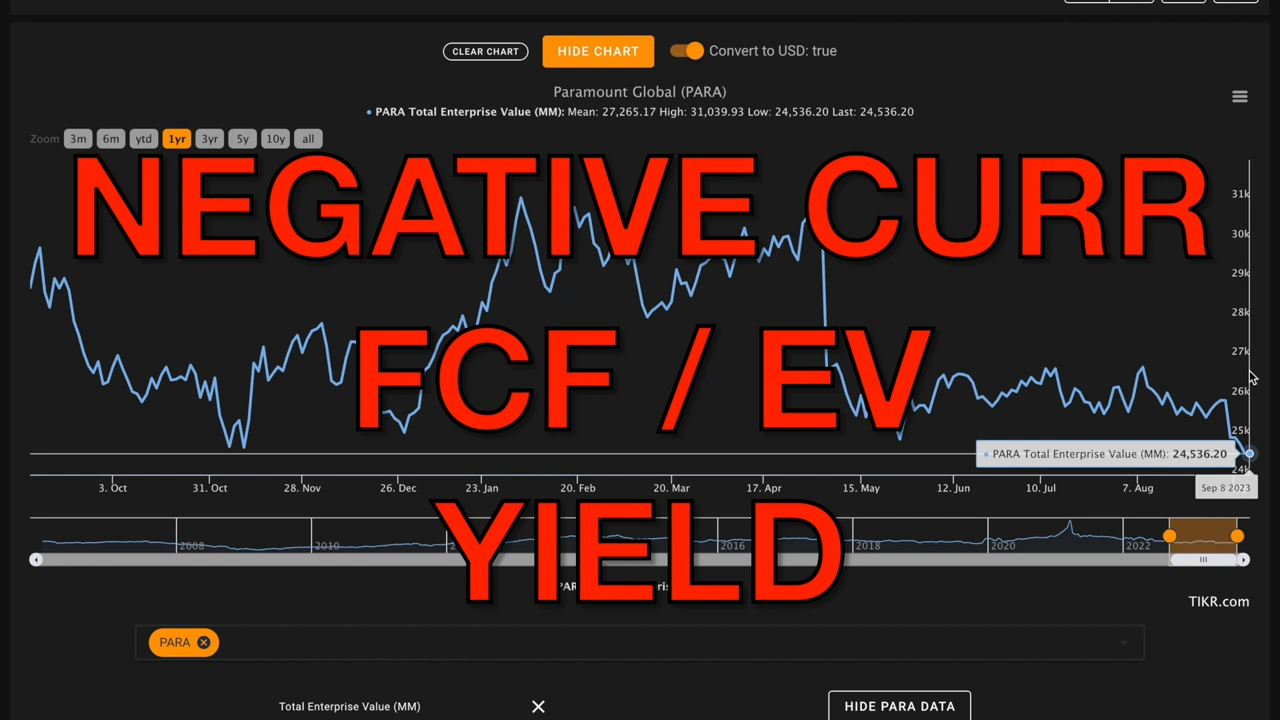 CLEAR CHART HIDE CHART Convert to USD: true
Paramount Global (PARA)
PARA Total Enterprise Value (MM): Mean: 27,265.17 High: 31,039.93 Low: 24,536.20 Last: 24,536.20
Zoom 3m 6m ytd 1yr 3yr 5y 10y all
NEGATIVE CURR
FCF / EV
YIELD
31k
30k
29k
28k
27k
26k
25k
24k
PARA Total Enterprise Value (MM): 24,536.20
3. Oct 31. Oct 28. Nov 26. Dec 23. Jan 20. Feb 20. Mar 17. Apr 15. May 12. Jun 10. Jul 7. Aug Sep 8 2023
2008 2010 2016 2018 2020 2022
TIKR.com
PARA
Total Enterprise Value (MM) HIDE PARA DATA